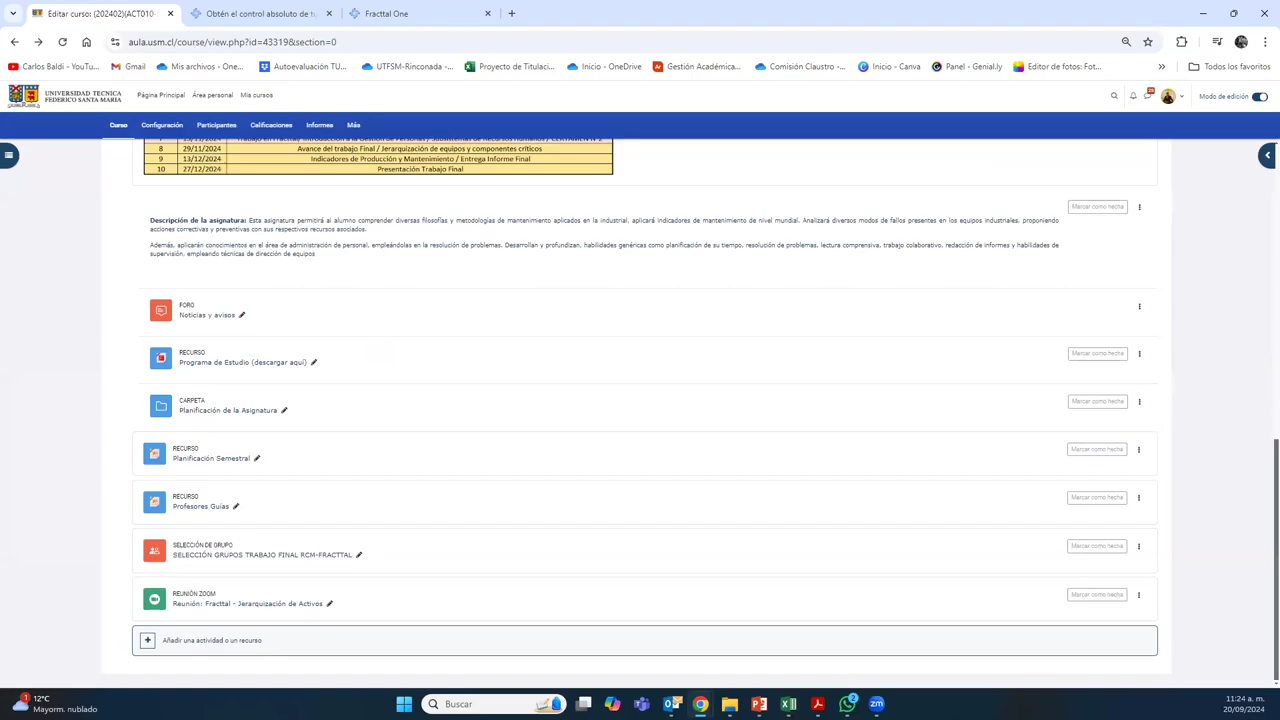 Editar curso: (202402)(ACT010-
Obtén el control absoluto de tu
Fracttal One
aula.usm.cl/course/view.php?id=43319&section=0
Carlos Baldi - YouTu...
Gmail
Mis archivos - One...
Autoevaluación TU...
UTFSM-Rinconada -...
Proyecto de Titulaci...
Inicio - OneDrive
Gestión Académica...
Comisión Claustro -...
Inicio - Canva
Panel - Genial.ly
Editor de fotos: Fot...
Todos los favoritos
UNIVERSIDAD TECNICA
FEDERICO SANTA MARIA
Página Principal
Área personal
Mis cursos
Modo de edición
Curso
Configuración
Participantes
Calificaciones
Informes
Más
8 29/11/2024 Avance del trabajo Final / Jerarquización de equipos y componentes críticos
9 13/12/2024 Indicadores de Producción y Mantenimiento / Entrega Informe Final
10 27/12/2024 Presentación Trabajo Final
Marcar como hecha
Descripción de la asignatura: Esta asignatura permitirá al alumno comprender diversas filosofías y metodologías de mantenimiento aplicados en la industrial, aplicará indicadores de mantenimiento de nivel mundial. Analizará diversos modos de fallos presentes en los equipos industriales, proponiendo
acciones correctivas y preventivas con sus respectivos recursos asociados.
Además, aplicarán conocimientos en el área de administración de personal, empleándolas en la resolución de problemas. Desarrollan y profundizan, habilidades genéricas como planificación de su tiempo, resolución de problemas, lectura comprensiva, trabajo colaborativo, redacción de informes y habilidades de
supervisión, empleando técnicas de dirección de equipos
FORO
Noticias y avisos
RECURSO
Programa de Estudio (descargar aquí)
Marcar como hecha
CARPETA
Planificación de la Asignatura
Marcar como hecha
RECURSO
Planificación Semestral
Marcar como hecha
RECURSO
Profesores Guías
Marcar como hecha
SELECCIÓN DE GRUPO
SELECCIÓN GRUPOS TRABAJO FINAL RCM-FRACTTAL
Marcar como hecha
REUNIÓN ZOOM
Reunión: Fracttal - Jerarquización de Activos
Marcar como hecha
Añadir una actividad o un recurso
1
12°C
Mayorm. nublado
Buscar
2
zm
11:24 a. m.
20/09/2024